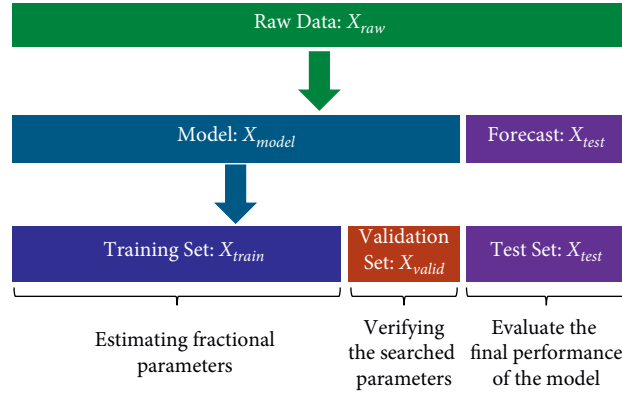 Raw Data: X_raw
Model: X_model
Forecast: X_test
Training Set: X_train
Validation
Set: X_valid
Test Set: X_test
Estimating fractional
parameters
Verifying
the searched
parameters
Evaluate the
final performance
of the model